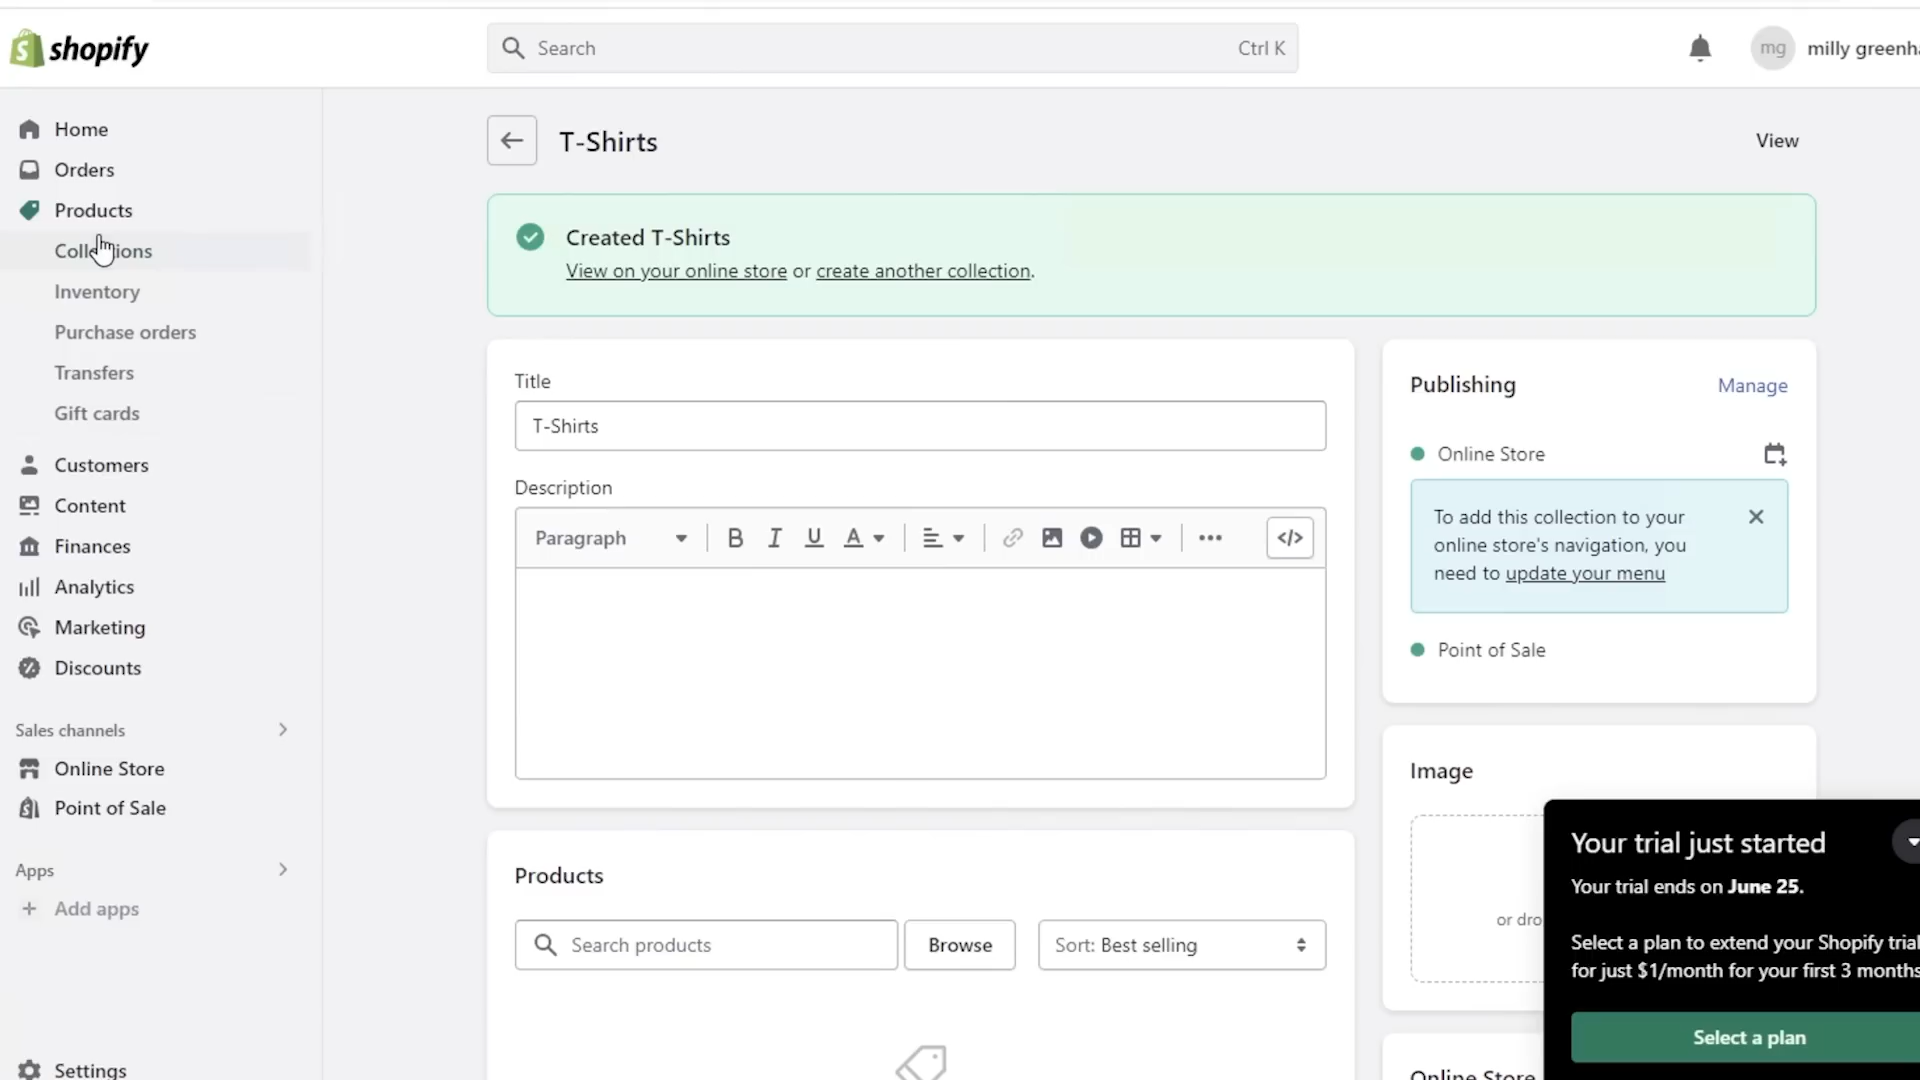 shopify
Search
Ctrl K
mg
milly greenha
Home
Orders
Products
Collections
Inventory
Purchase orders
Transfers
Gift cards
Customers
Content
Finances
Analytics
Marketing
Discounts
Sales channels
Online Store
Point of Sale
Apps
Add apps
Settings
T-Shirts
View
Created T-Shirts
View on your online store or create another collection.
Title
T-Shirts
Description
Paragraph
B I U A
</>
Products
Search products
Browse
Sort: Best selling
Publishing
Manage
Online Store
To add this collection to your
online store's navigation, you
need to update your menu
Point of Sale
Image
or dro
Your trial just started
Your trial ends on June 25.
Select a plan to extend your Shopify trial
for just $1/month for your first 3 months
Select a plan
Online Store